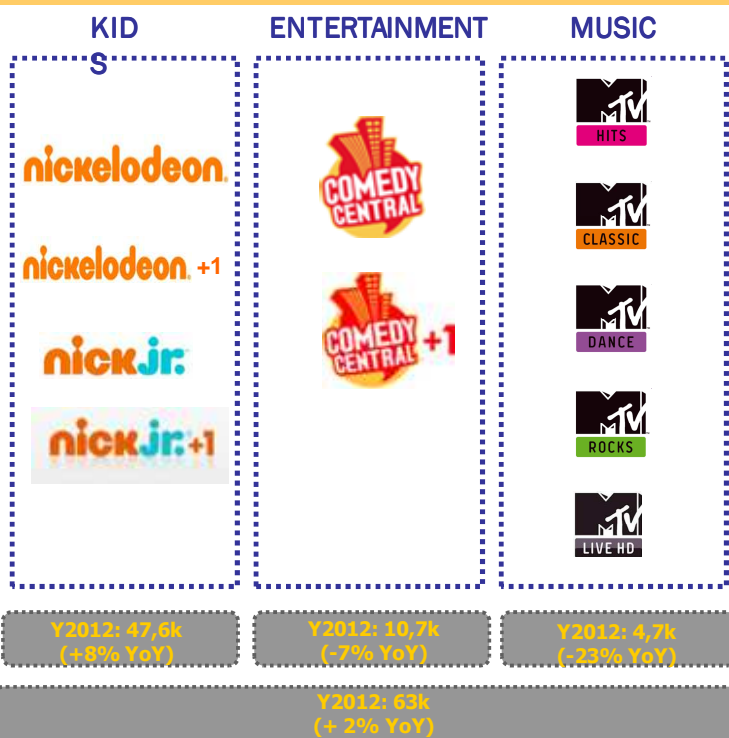 KID
S
ENTERTAINMENT
MUSIC
nickelodeon
nickelodeon +1
nick jr.
nick jr. +1
COMEDY
CENTRAL
COMEDY
CENTRAL +1
MTV
HITS
MTV
CLASSIC
MTV
DANCE
MTV
ROCKS
MTV
LIVE HD
Y2012: 47,6k
(+8% YoY)
Y2012: 10,7k
(-7% YoY)
Y2012: 4,7k
(-23% YoY)
Y2012: 63k
(+ 2% YoY)